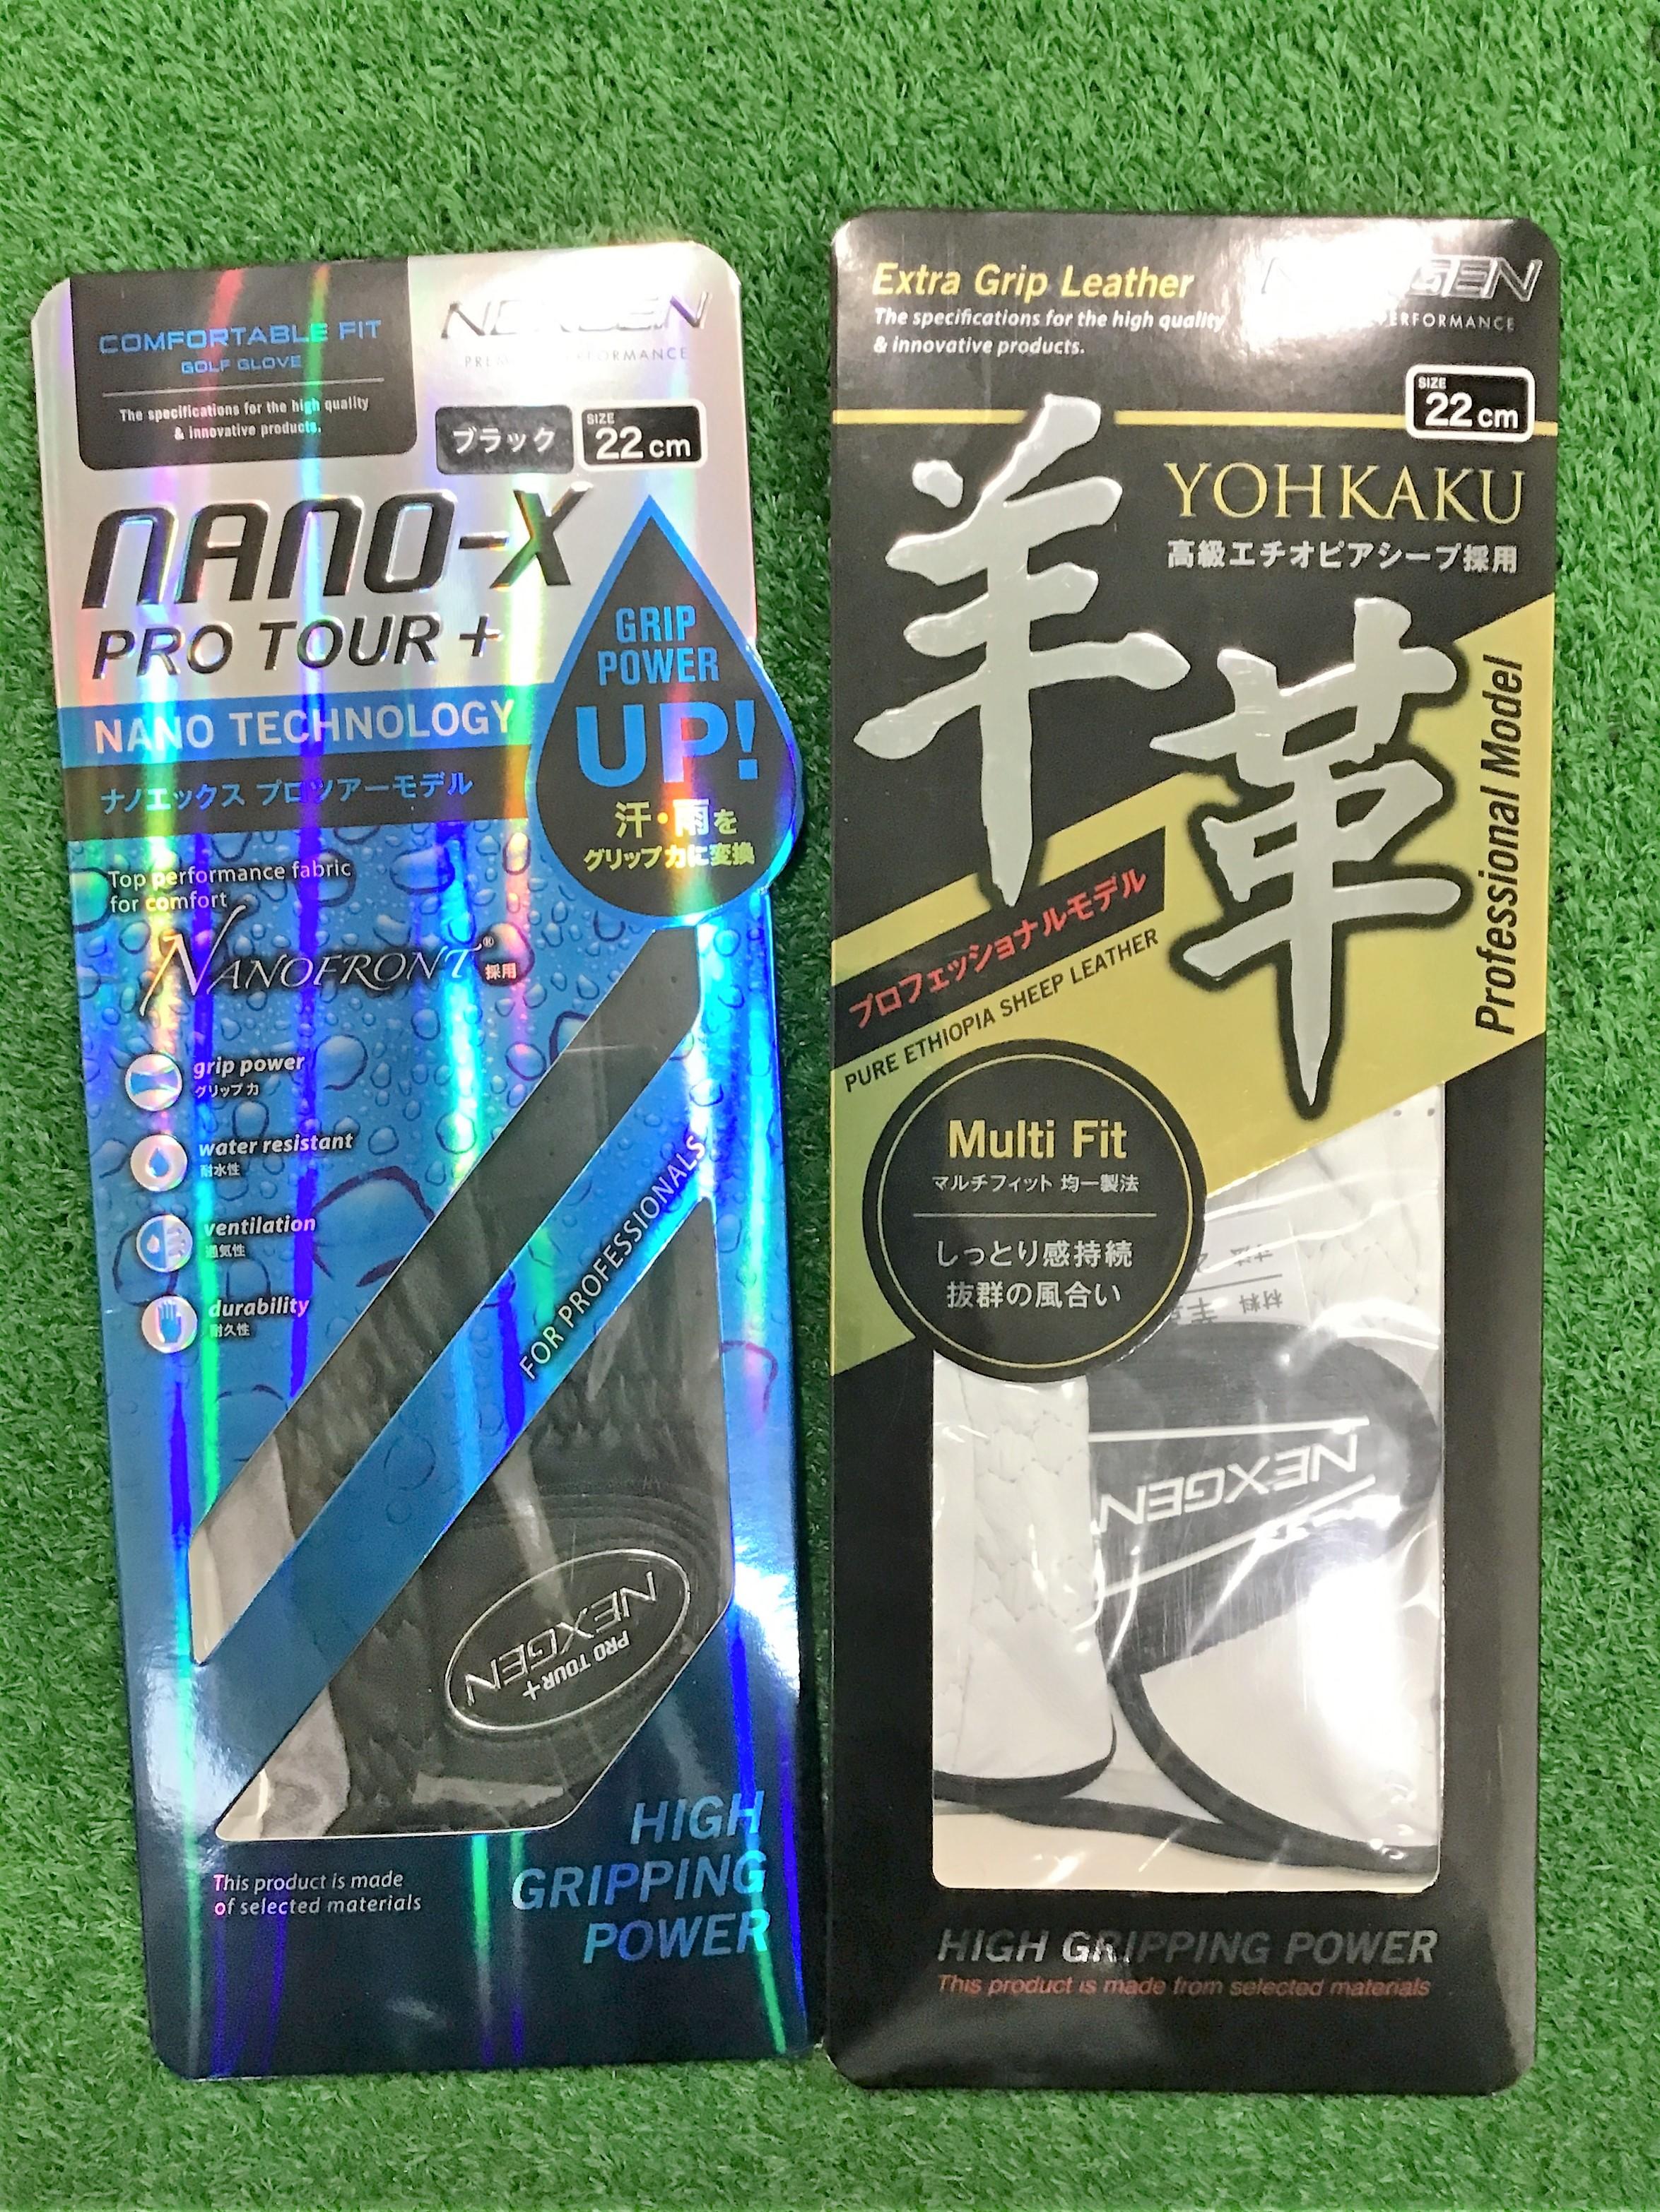 COMFORTABLE FIT
GOLF GLOVE
The specifications for the high quality
& innovative products.
NEXGEN
PREMIUM PERFORMANCE
ブラック
SIZE
22cm
NANO-X
PRO TOUR +
NANO TECHNOLOGY
ナノエックス プロツアーモデル
GRIP
POWER
UP!
汗・雨を
グリップ力に変換
Top performance fabric
for comfort
NANOFRONT® 採用
grip power
グリップ力
water resistant
耐水性
ventilation
通気性
durability
耐久性
FOR PROFESSIONALS
NEXGEN
PRO TOUR+
This product is made
of selected materials
HIGH
GRIPPING
POWER
Extra Grip Leather
The specifications for the high quality
& innovative products.
NEXGEN
PERFORMANCE
SIZE
22cm
羊革
YOHKAKU
高級エチオピアシープ採用
Professional Model
プロフェッショナルモデル
PURE ETHIOPIA SHEEP LEATHER
Multi Fit
マルチフィット 均一製法
しっとり感持続
抜群の風合い
材料 羊
NEXGEN
HIGH GRIPPING POWER
This product is made from selected materials